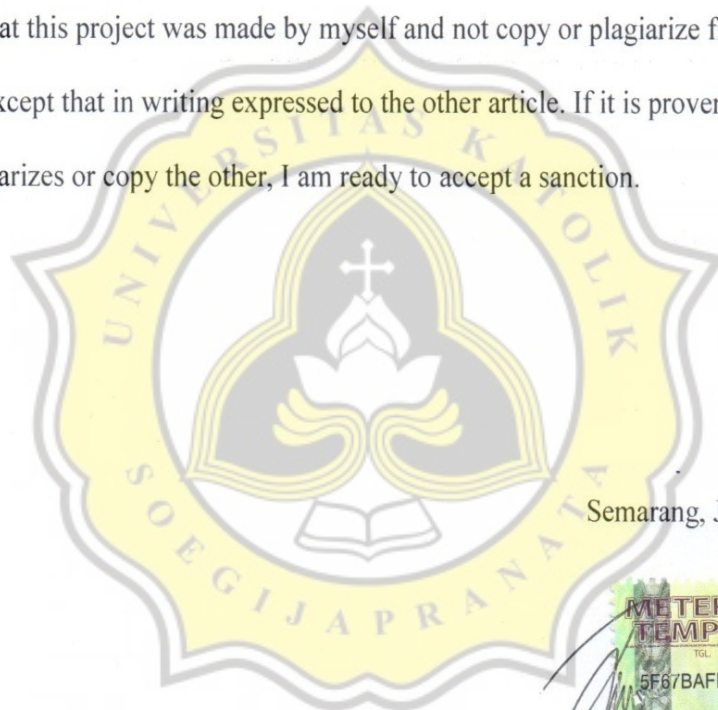 at this project was made by myself and not copy or plagiarize f
xcept that in writing expressed to the other article. If it is prover
arizes or copy the other, I am ready to accept a sanction.
UNIVERSITAS KATOLIK
SOEGIJAPRANATA
Semarang, J
METER
TEMP
TGL.
5F67BAF